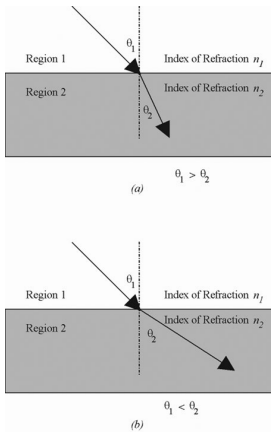 θ1
Region 1
Index of Refraction n1
Region 2
Index of Refraction n2
θ2
θ1 > θ2
(a)
θ1
Region 1
Index of Refraction n1
Region 2
Index of Refraction n2
θ2
θ1 < θ2
(b)